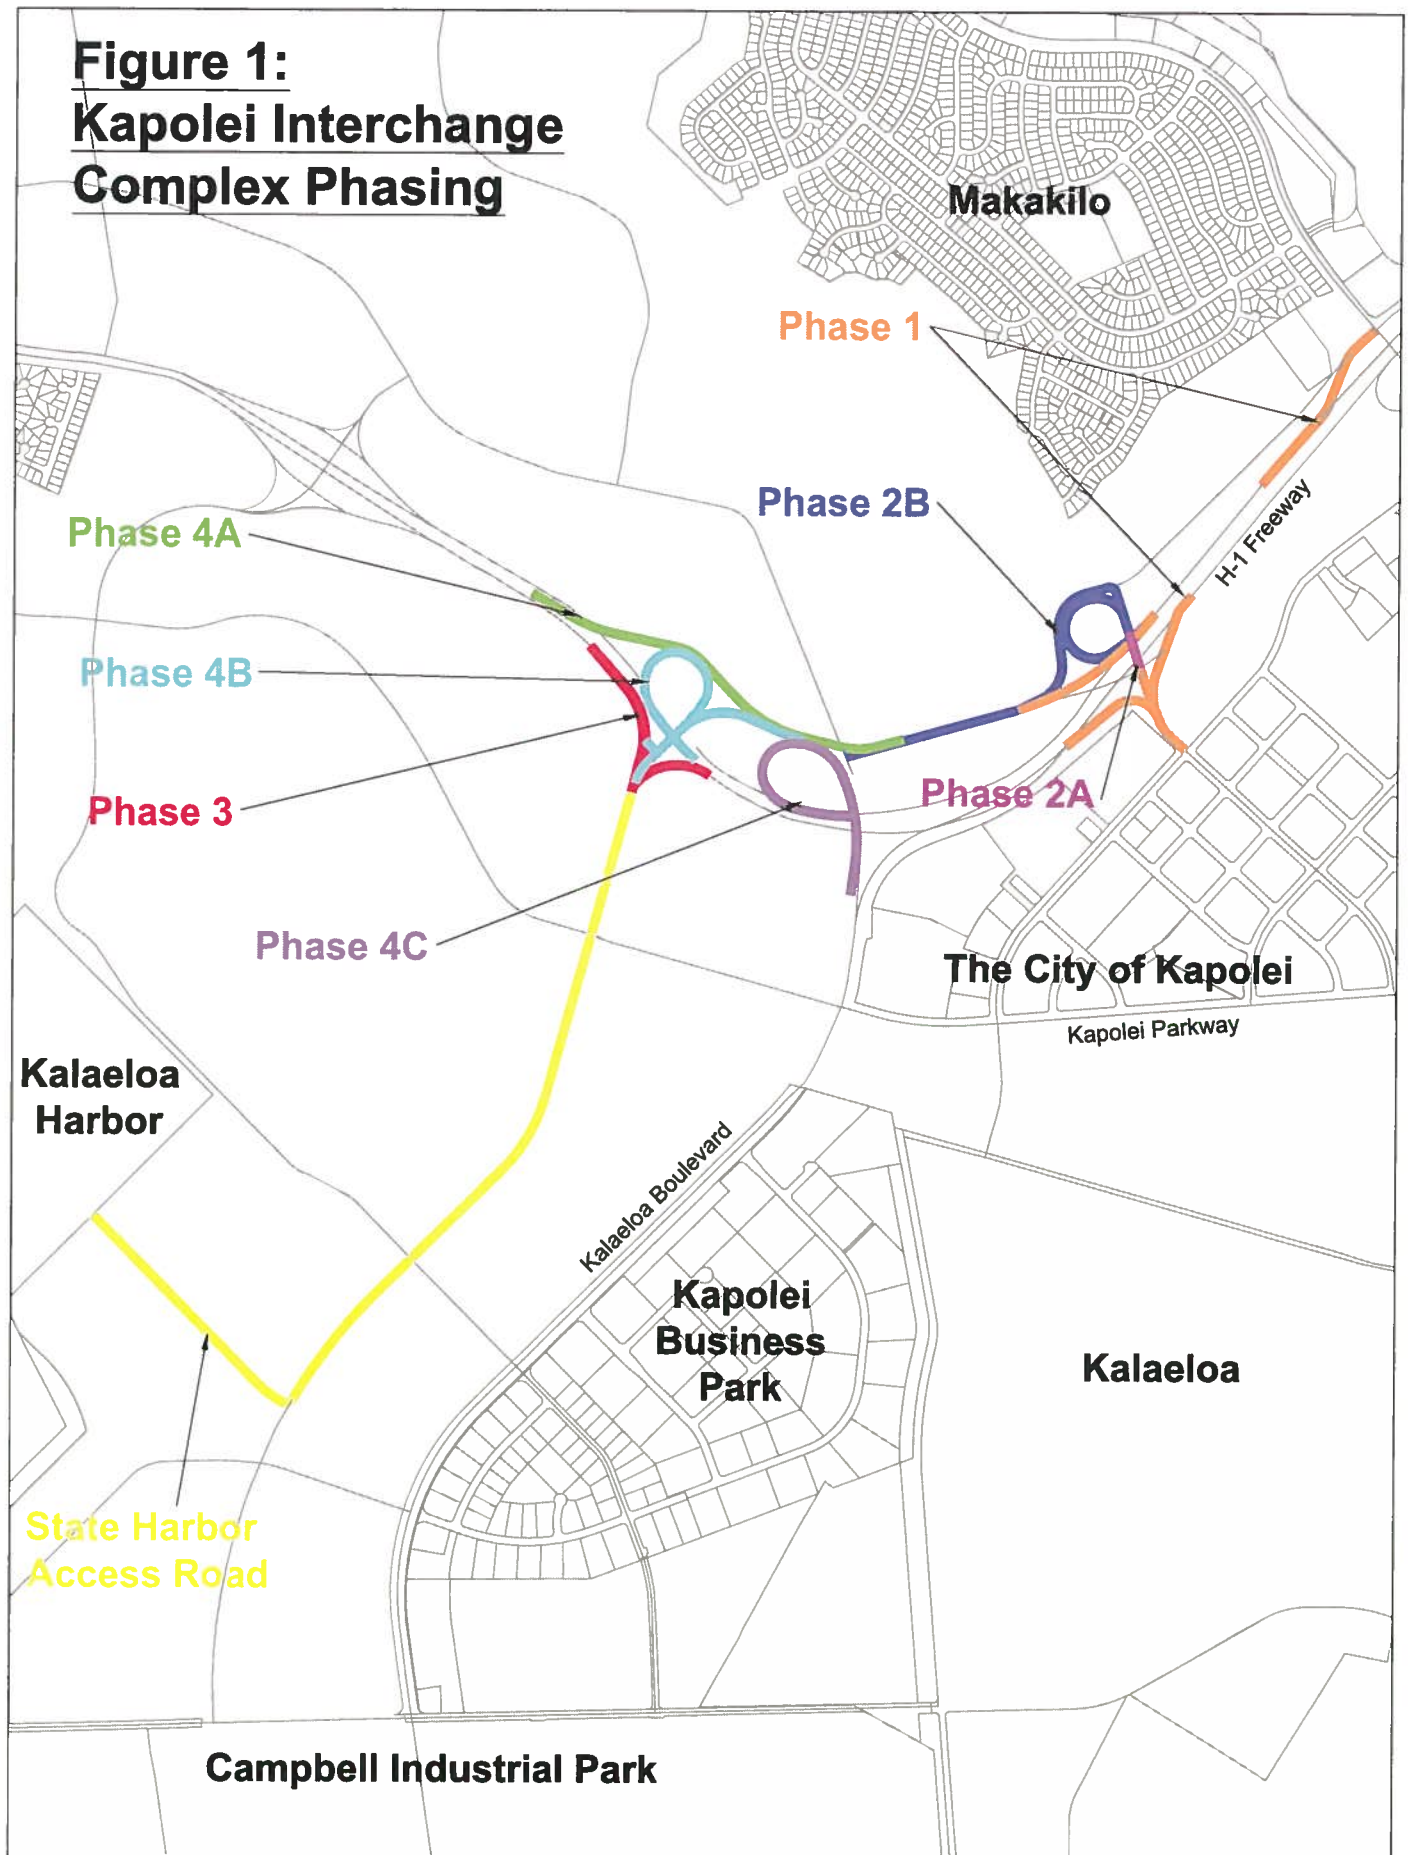 Figure 1:
Kapolei Interchange
Complex Phasing
Makakilo
Phase 1
Phase 2B
H-1 Freeway
Phase 4A
Phase 4B
Phase 3
Phase 2A
Phase 4C
The City of Kapolei
Kapolei Parkway
Kalaeloa
Harbor
Kalaeloa Boulevard
Kapolei
Business
Park
Kalaeloa
State Harbor
Access Road
Campbell Industrial Park